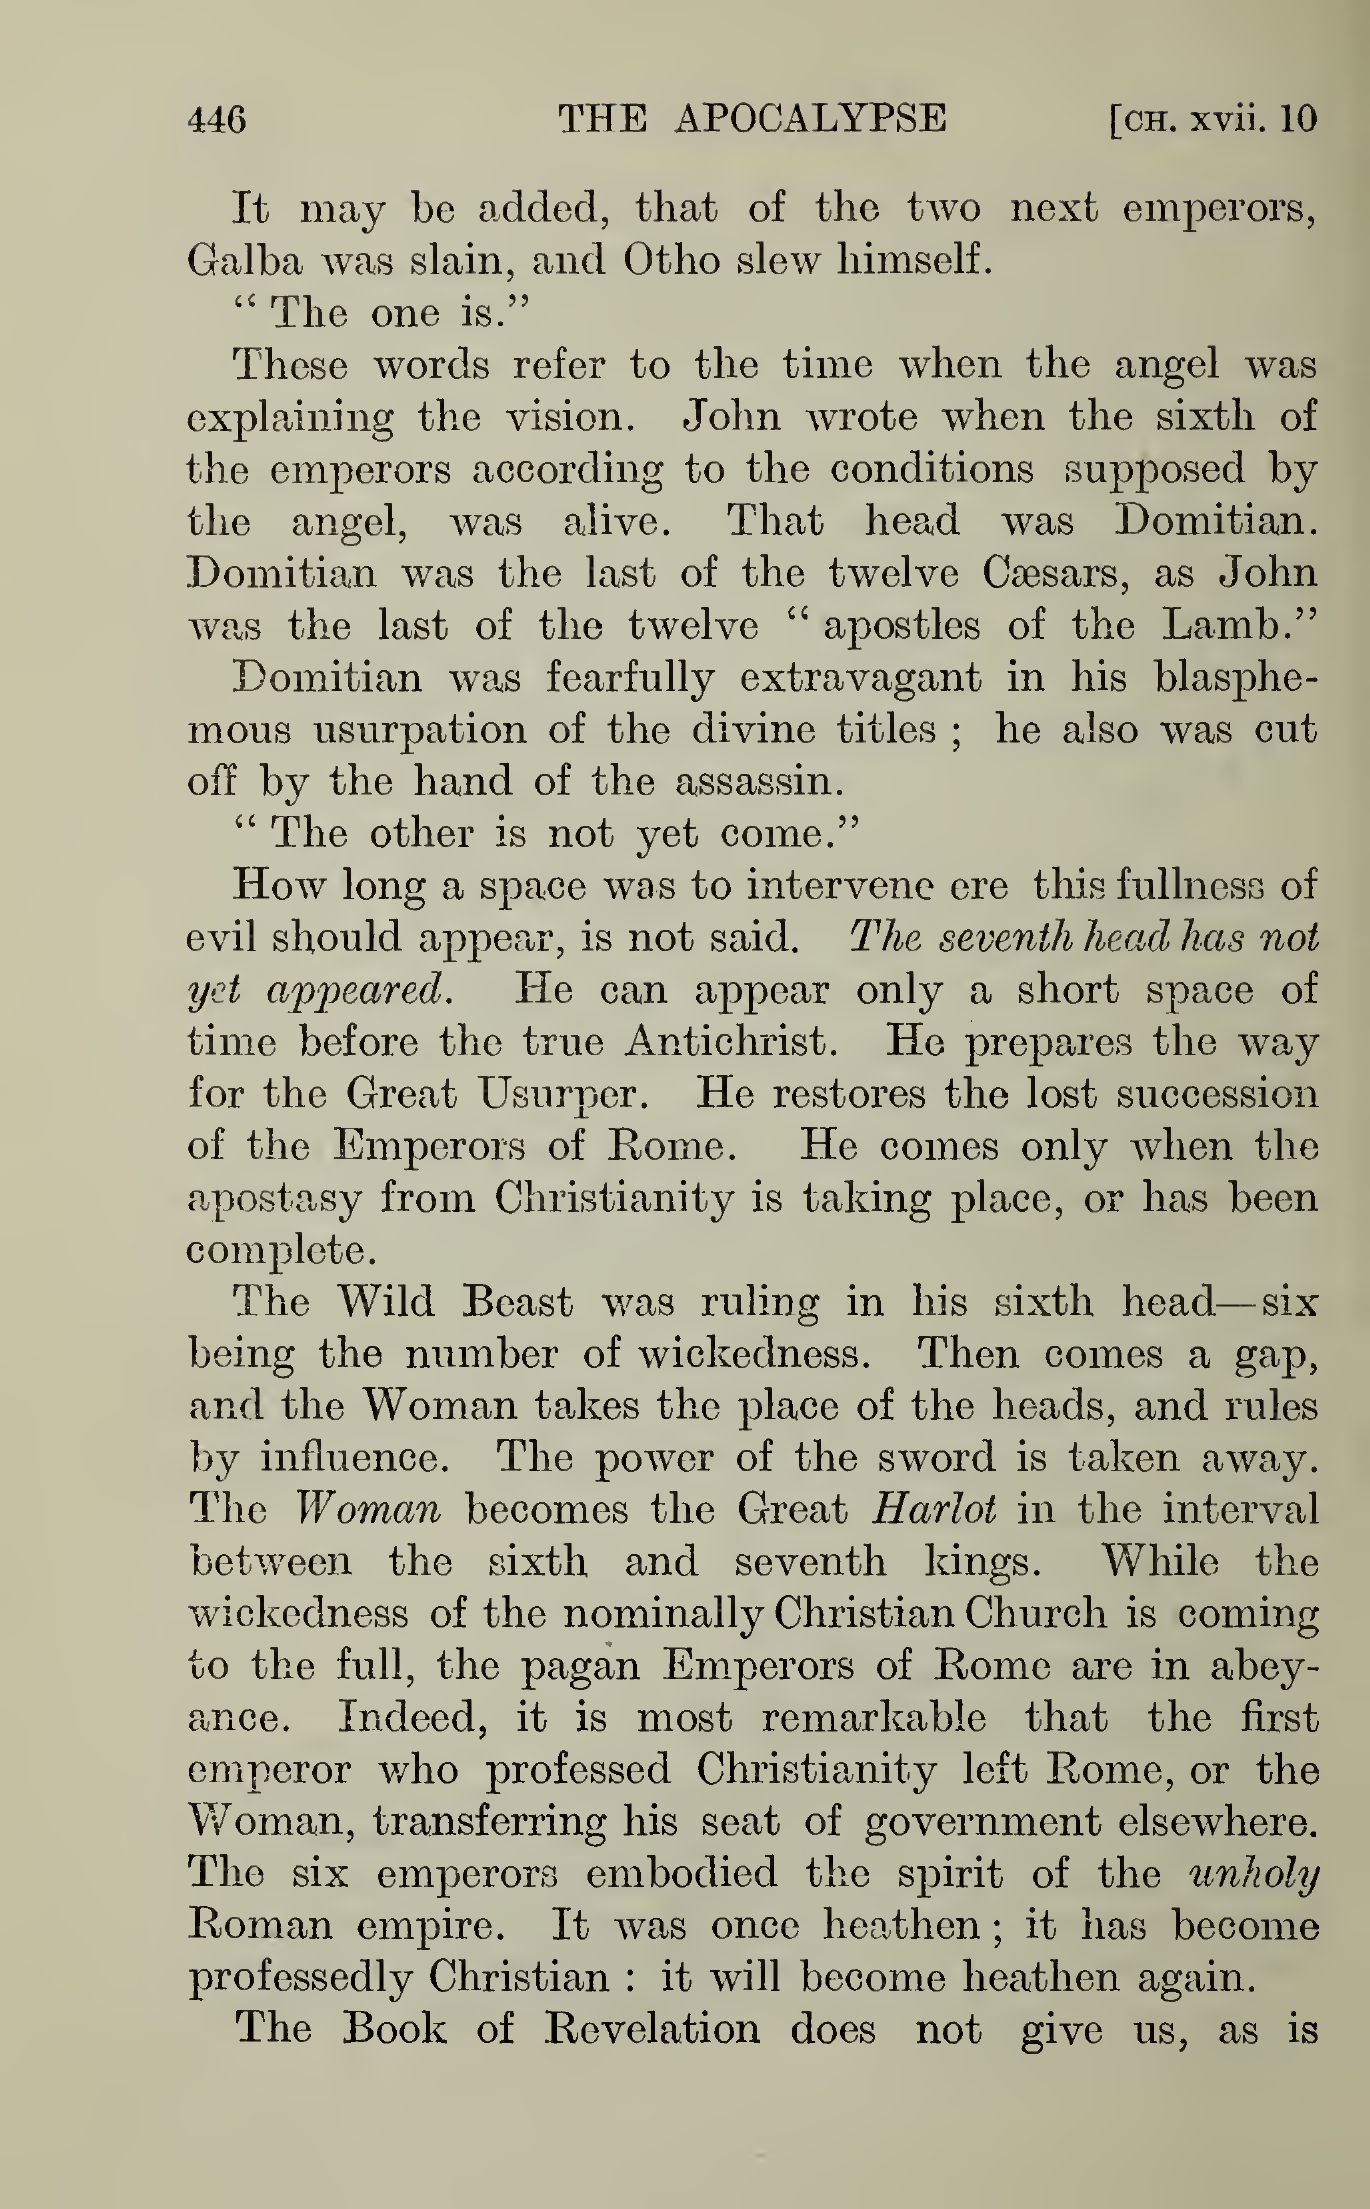 446 THE APOCALYPSE [CH. xvii. 10
It may be added, that of the two next emperors,
Galba was slain, and Otho slew himself.
“ The one is.”
These words refer to the time when the angel was
explaining the vision. John wrote when the sixth of
the emperors according to the conditions supposed by
the angel, was alive. That head was Domitian.
Domitian was the last of the twelve Cæsars, as John
was the last of the twelve “ apostles of the Lamb.”
Domitian was fearfully extravagant in his blasphe-
mous usurpation of the divine titles ; he also was cut
off by the hand of the assassin.
“ The other is not yet come.”
How long a space was to intervene ere this fullness of
evil should appear, is not said. The seventh head has not
yet appeared. He can appear only a short space of
time before the true Antichrist. He prepares the way
for the Great Usurper. He restores the lost succession
of the Emperors of Rome. He comes only when the
apostasy from Christianity is taking place, or has been
complete.
The Wild Beast was ruling in his sixth head—six
being the number of wickedness. Then comes a gap,
and the Woman takes the place of the heads, and rules
by influence. The power of the sword is taken away.
The Woman becomes the Great Harlot in the interval
between the sixth and seventh kings. While the
wickedness of the nominally Christian Church is coming
to the full, the pagan Emperors of Rome are in abey-
ance. Indeed, it is most remarkable that the first
emperor who professed Christianity left Rome, or the
Woman, transferring his seat of government elsewhere.
The six emperors embodied the spirit of the unholy
Roman empire. It was once heathen ; it has become
professedly Christian : it will become heathen again.
The Book of Revelation does not give us, as is